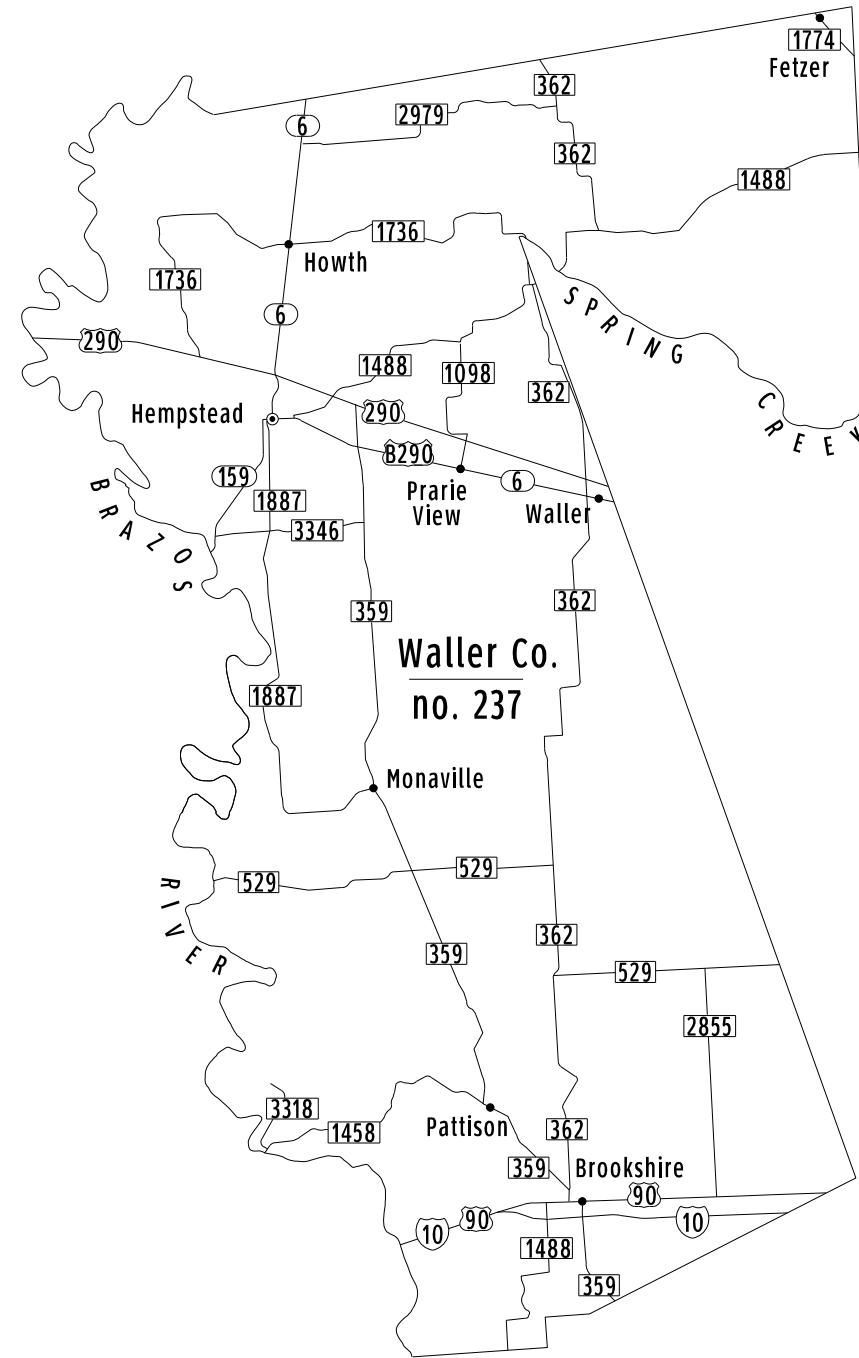 1774
Fetzer
362
2979
6
362
1488
1736
Howth
1736
6
SPRING
CREEK
290
1488
1098
362
Hempstead
290
B290
159
6
Prarie
View
Waller
1887
3346
BRAZOS
359
362
Waller Co.
no. 237
1887
Monaville
529
529
RIVER
362
359
529
2855
3318
1458
Pattison
362
359
Brookshire
90
90
10
10
1488
359